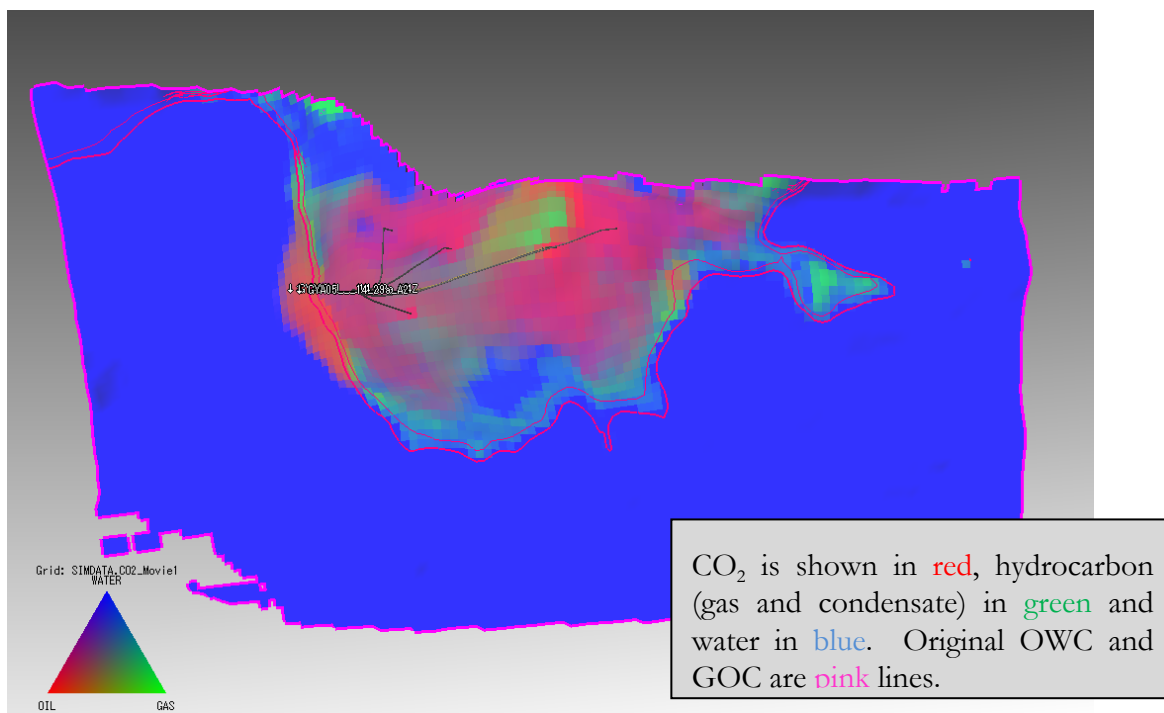 Grid: SIMDATA.CO2_Movie1
WATER
OIL
GAS
CO₂ is shown in red, hydrocarbon
(gas and condensate) in green and
water in blue. Original OWC and
GOC are pink lines.